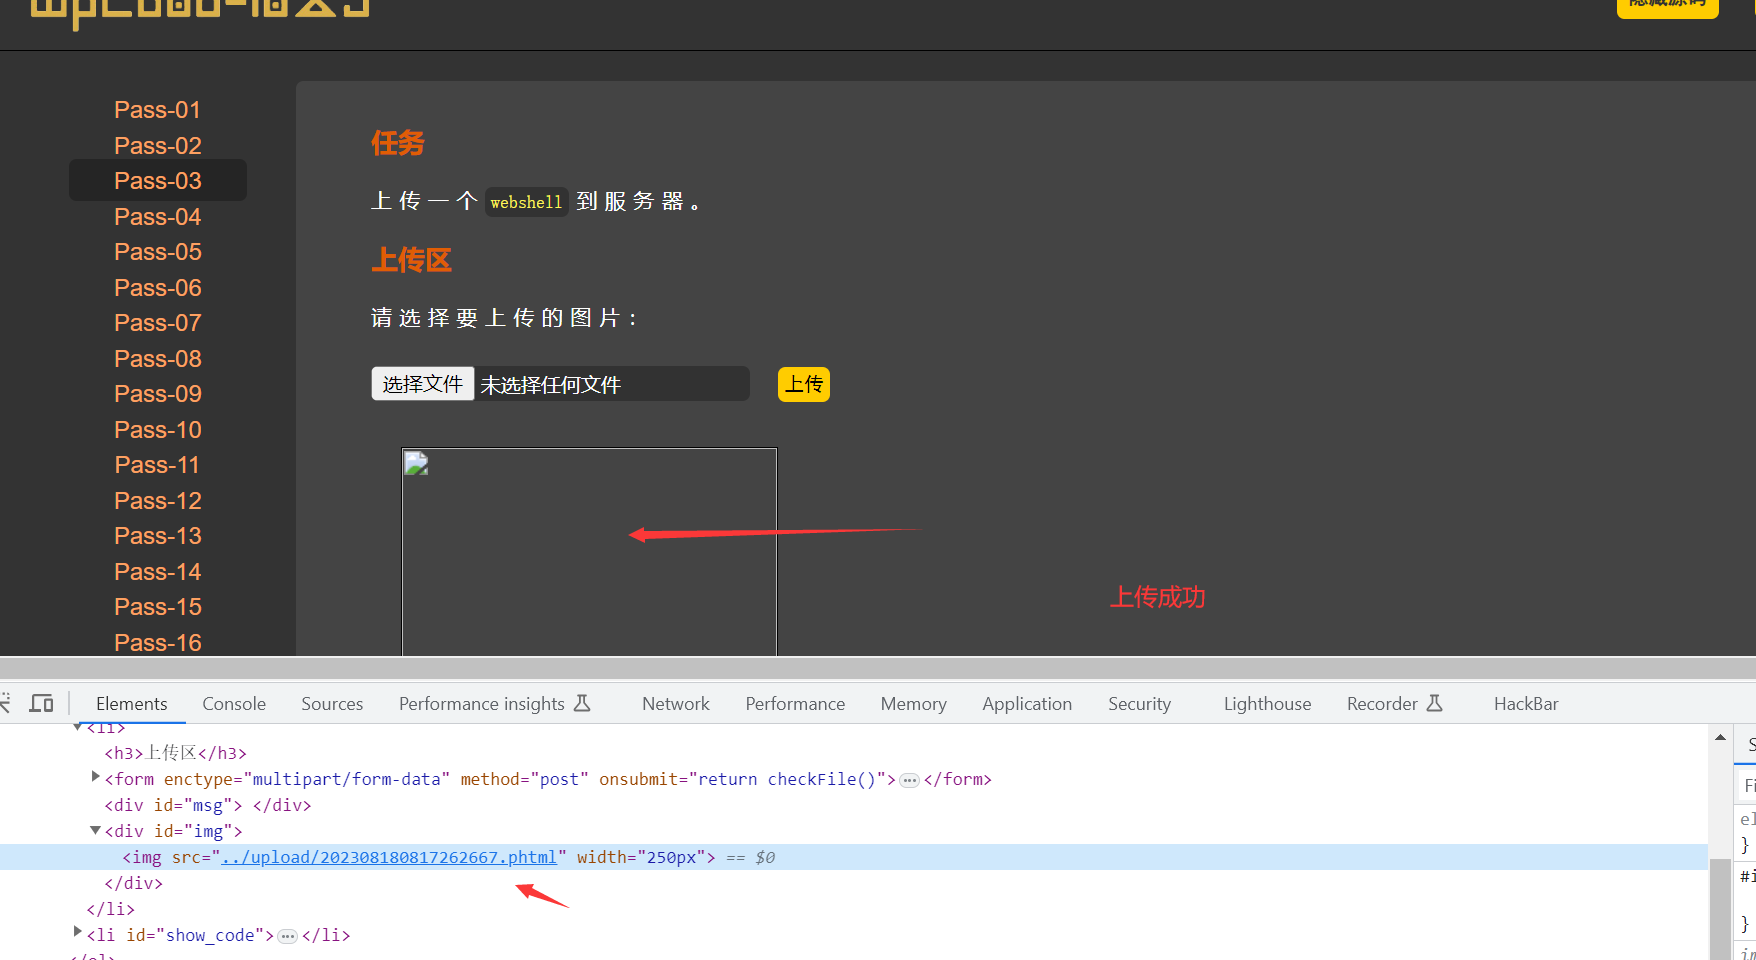 Pass-01
Pass-02
Pass-03
Pass-04
Pass-05
Pass-06
Pass-07
Pass-08
Pass-09
Pass-10
Pass-11
Pass-12
Pass-13
Pass-14
Pass-15
Pass-16
任务
上传一个 webshell 到服务器。
上传区
请选择要上传的图片：
选择文件 未选择任何文件 上传
上传成功
Elements Console Sources Performance insights Network Performance Memory Application Security Lighthouse Recorder HackBar
<li>
<h3>上传区</h3>
<form enctype="multipart/form-data" method="post" onsubmit="return checkFile()">…</form>
<div id="msg"> </div>
<div id="img">
<img src="../upload/202308180817262667.phtml" width="250px"> == $0
</div>
</li>
<li id="show_code">…</li>
}
}